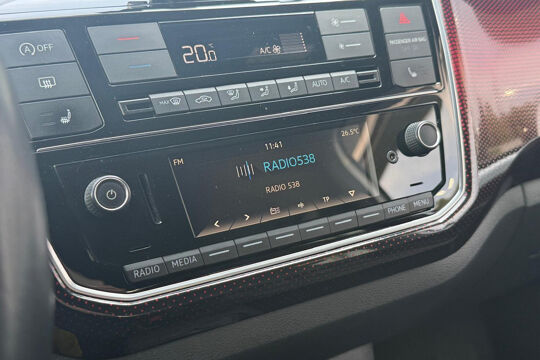 OFF
20.0 A/C
PASSENGER AIR BAG
MAX AUTO A/C
11:41
FM 26.5°C
RADIO538
RADIO 538
TP
RADIO MEDIA PHONE MENU